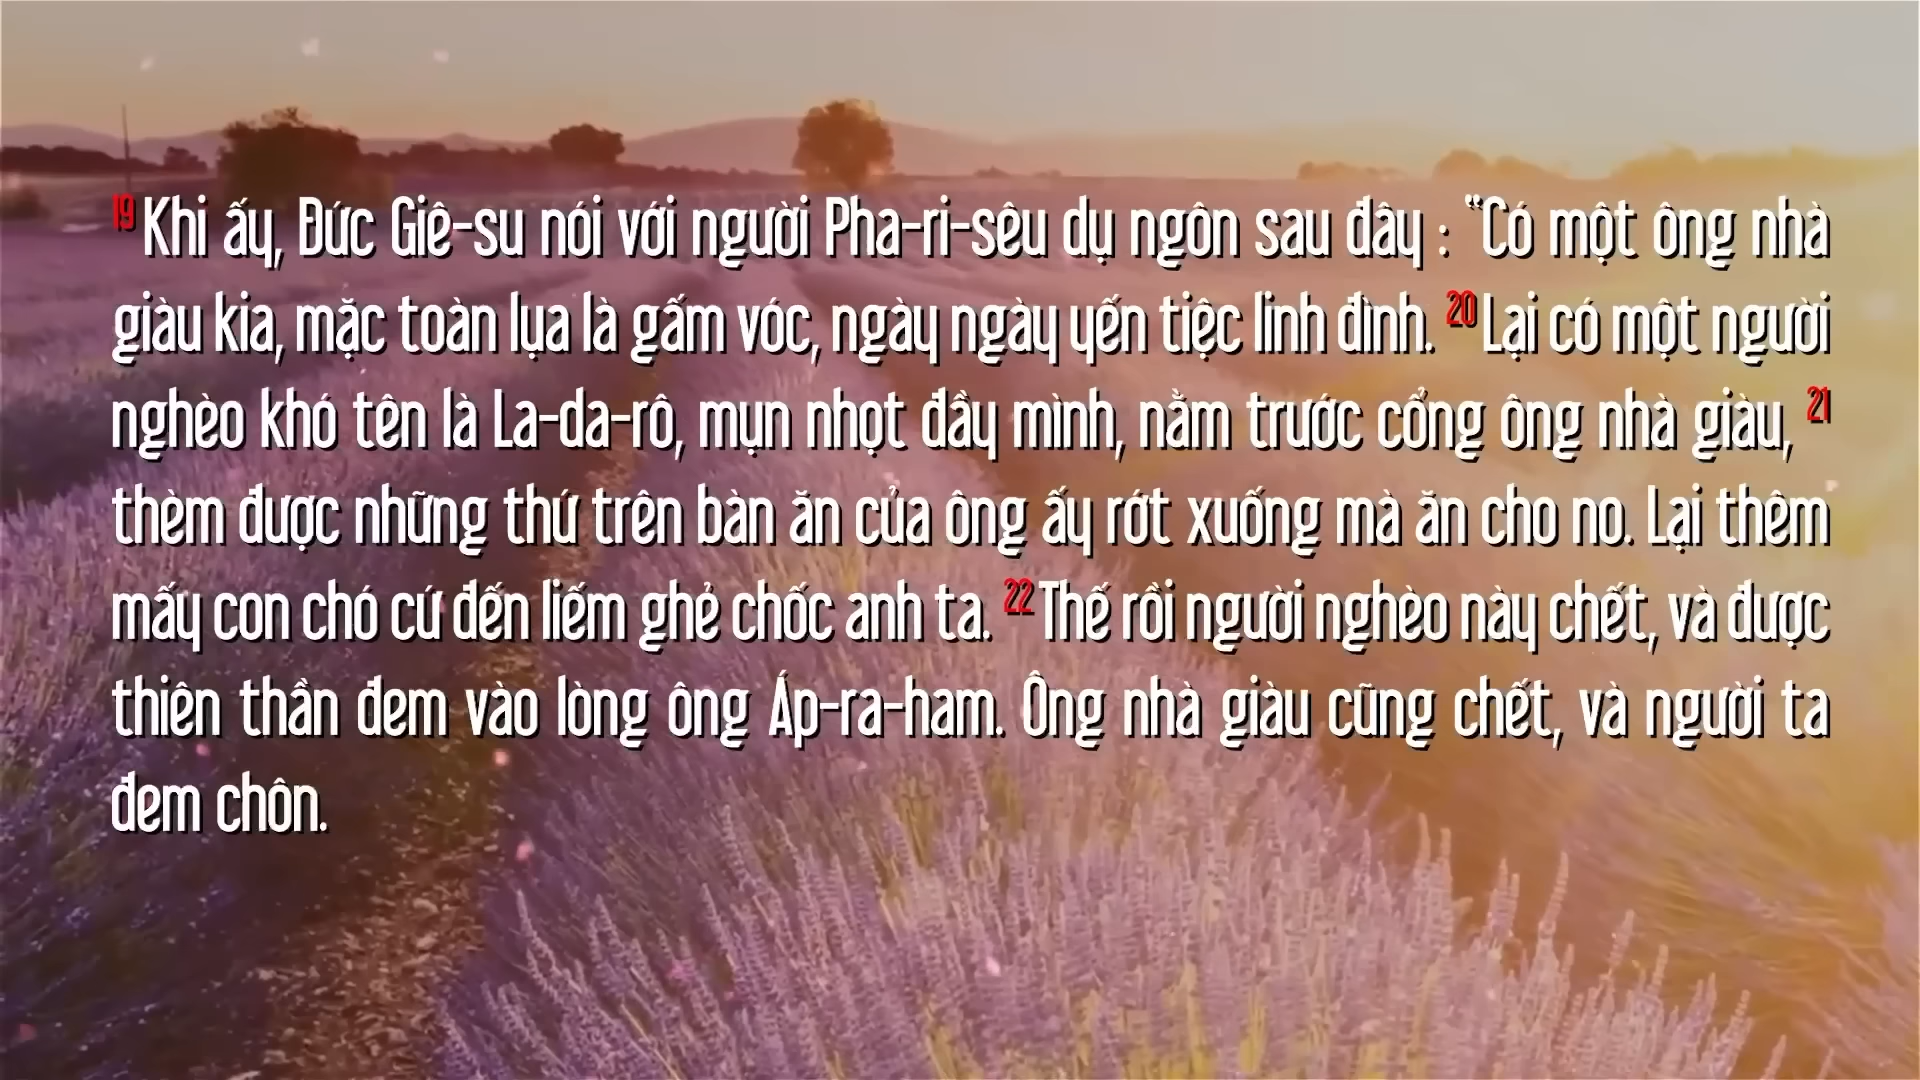 19 Khi ấy, Đức Giê-su nói với người Pha-ri-sêu dụ ngôn sau đây : “Có một ông nhà
giàu kia, mặc toàn lụa là gấm vóc, ngày ngày yến tiệc linh đình. 20 Lại có một người
nghèo khó tên là La-da-rô, mụn nhọt đầy mình, nằm trước cổng ông nhà giàu, 21
thèm được những thứ trên bàn ăn của ông ấy rớt xuống mà ăn cho no. Lại thêm
mấy con chó cứ đến liếm ghẻ chốc anh ta. 22 Thế rồi người nghèo này chết, và được
thiên thần đem vào lòng ông Áp-ra-ham. Ông nhà giàu cũng chết, và người ta
đem chôn.